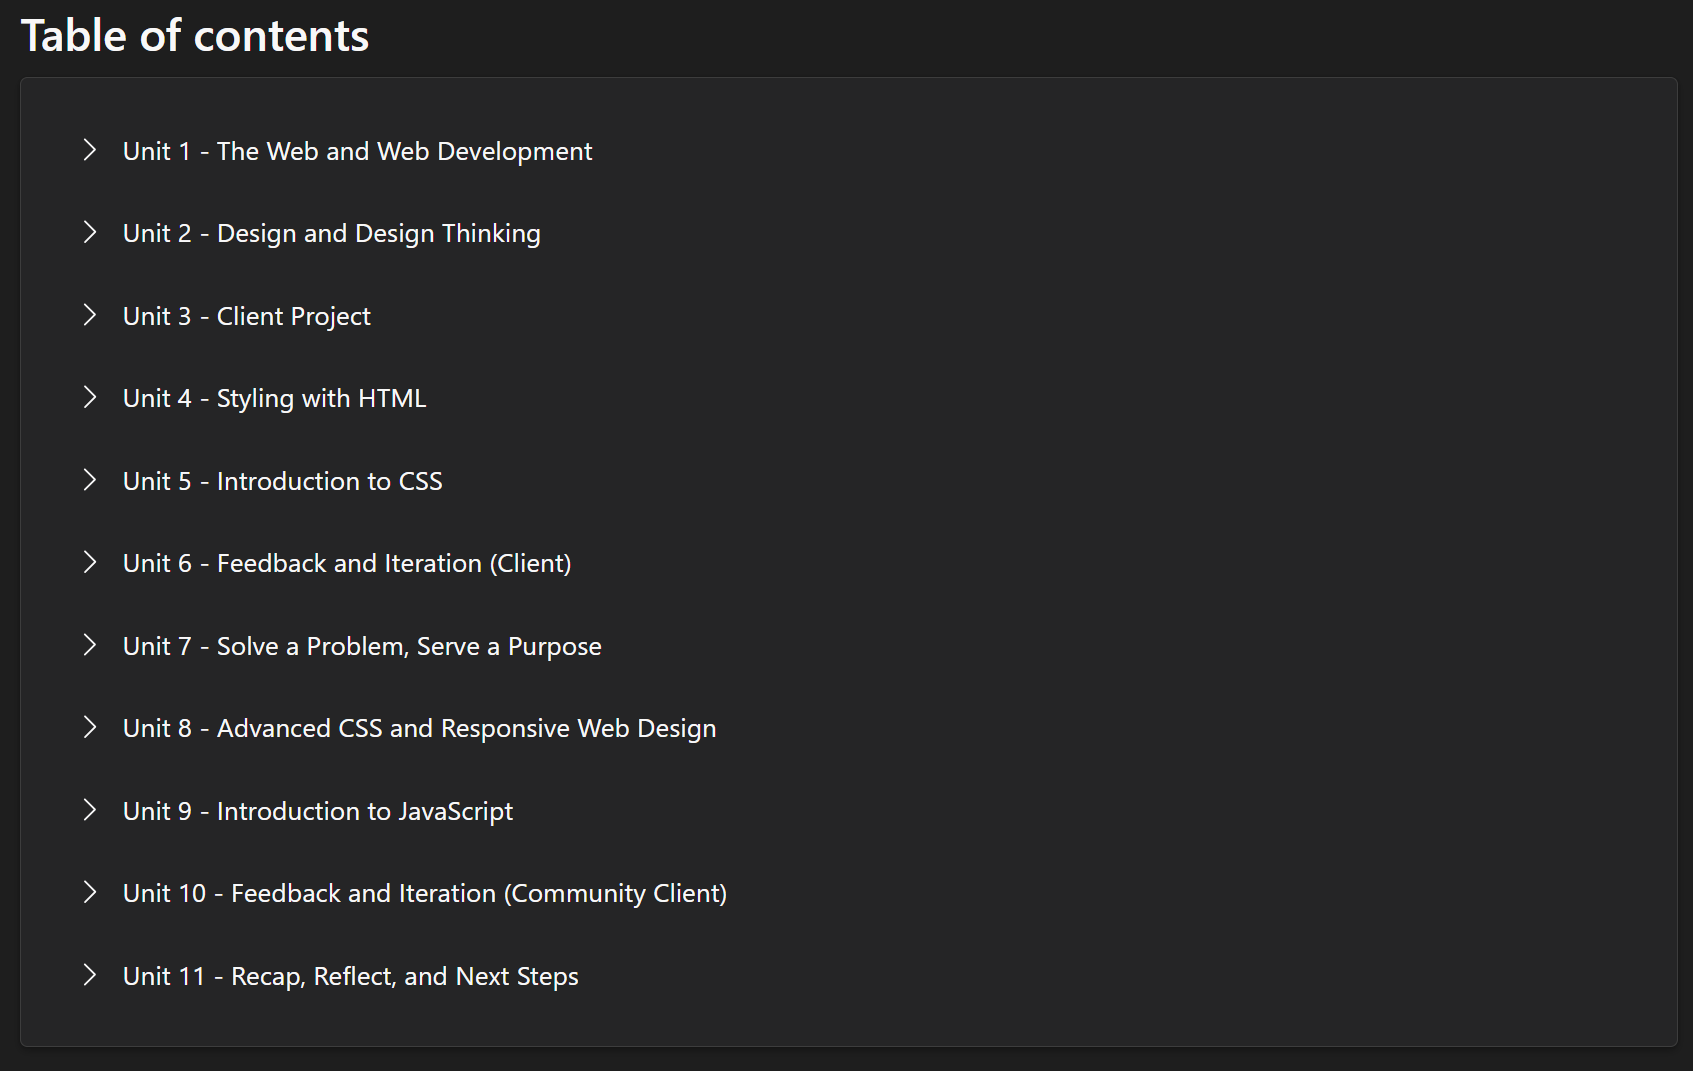 Table of contents
Unit 1 - The Web and Web Development
Unit 2 - Design and Design Thinking
Unit 3 - Client Project
Unit 4 - Styling with HTML
Unit 5 - Introduction to CSS
Unit 6 - Feedback and Iteration (Client)
Unit 7 - Solve a Problem, Serve a Purpose
Unit 8 - Advanced CSS and Responsive Web Design
Unit 9 - Introduction to JavaScript
Unit 10 - Feedback and Iteration (Community Client)
Unit 11 - Recap, Reflect, and Next Steps